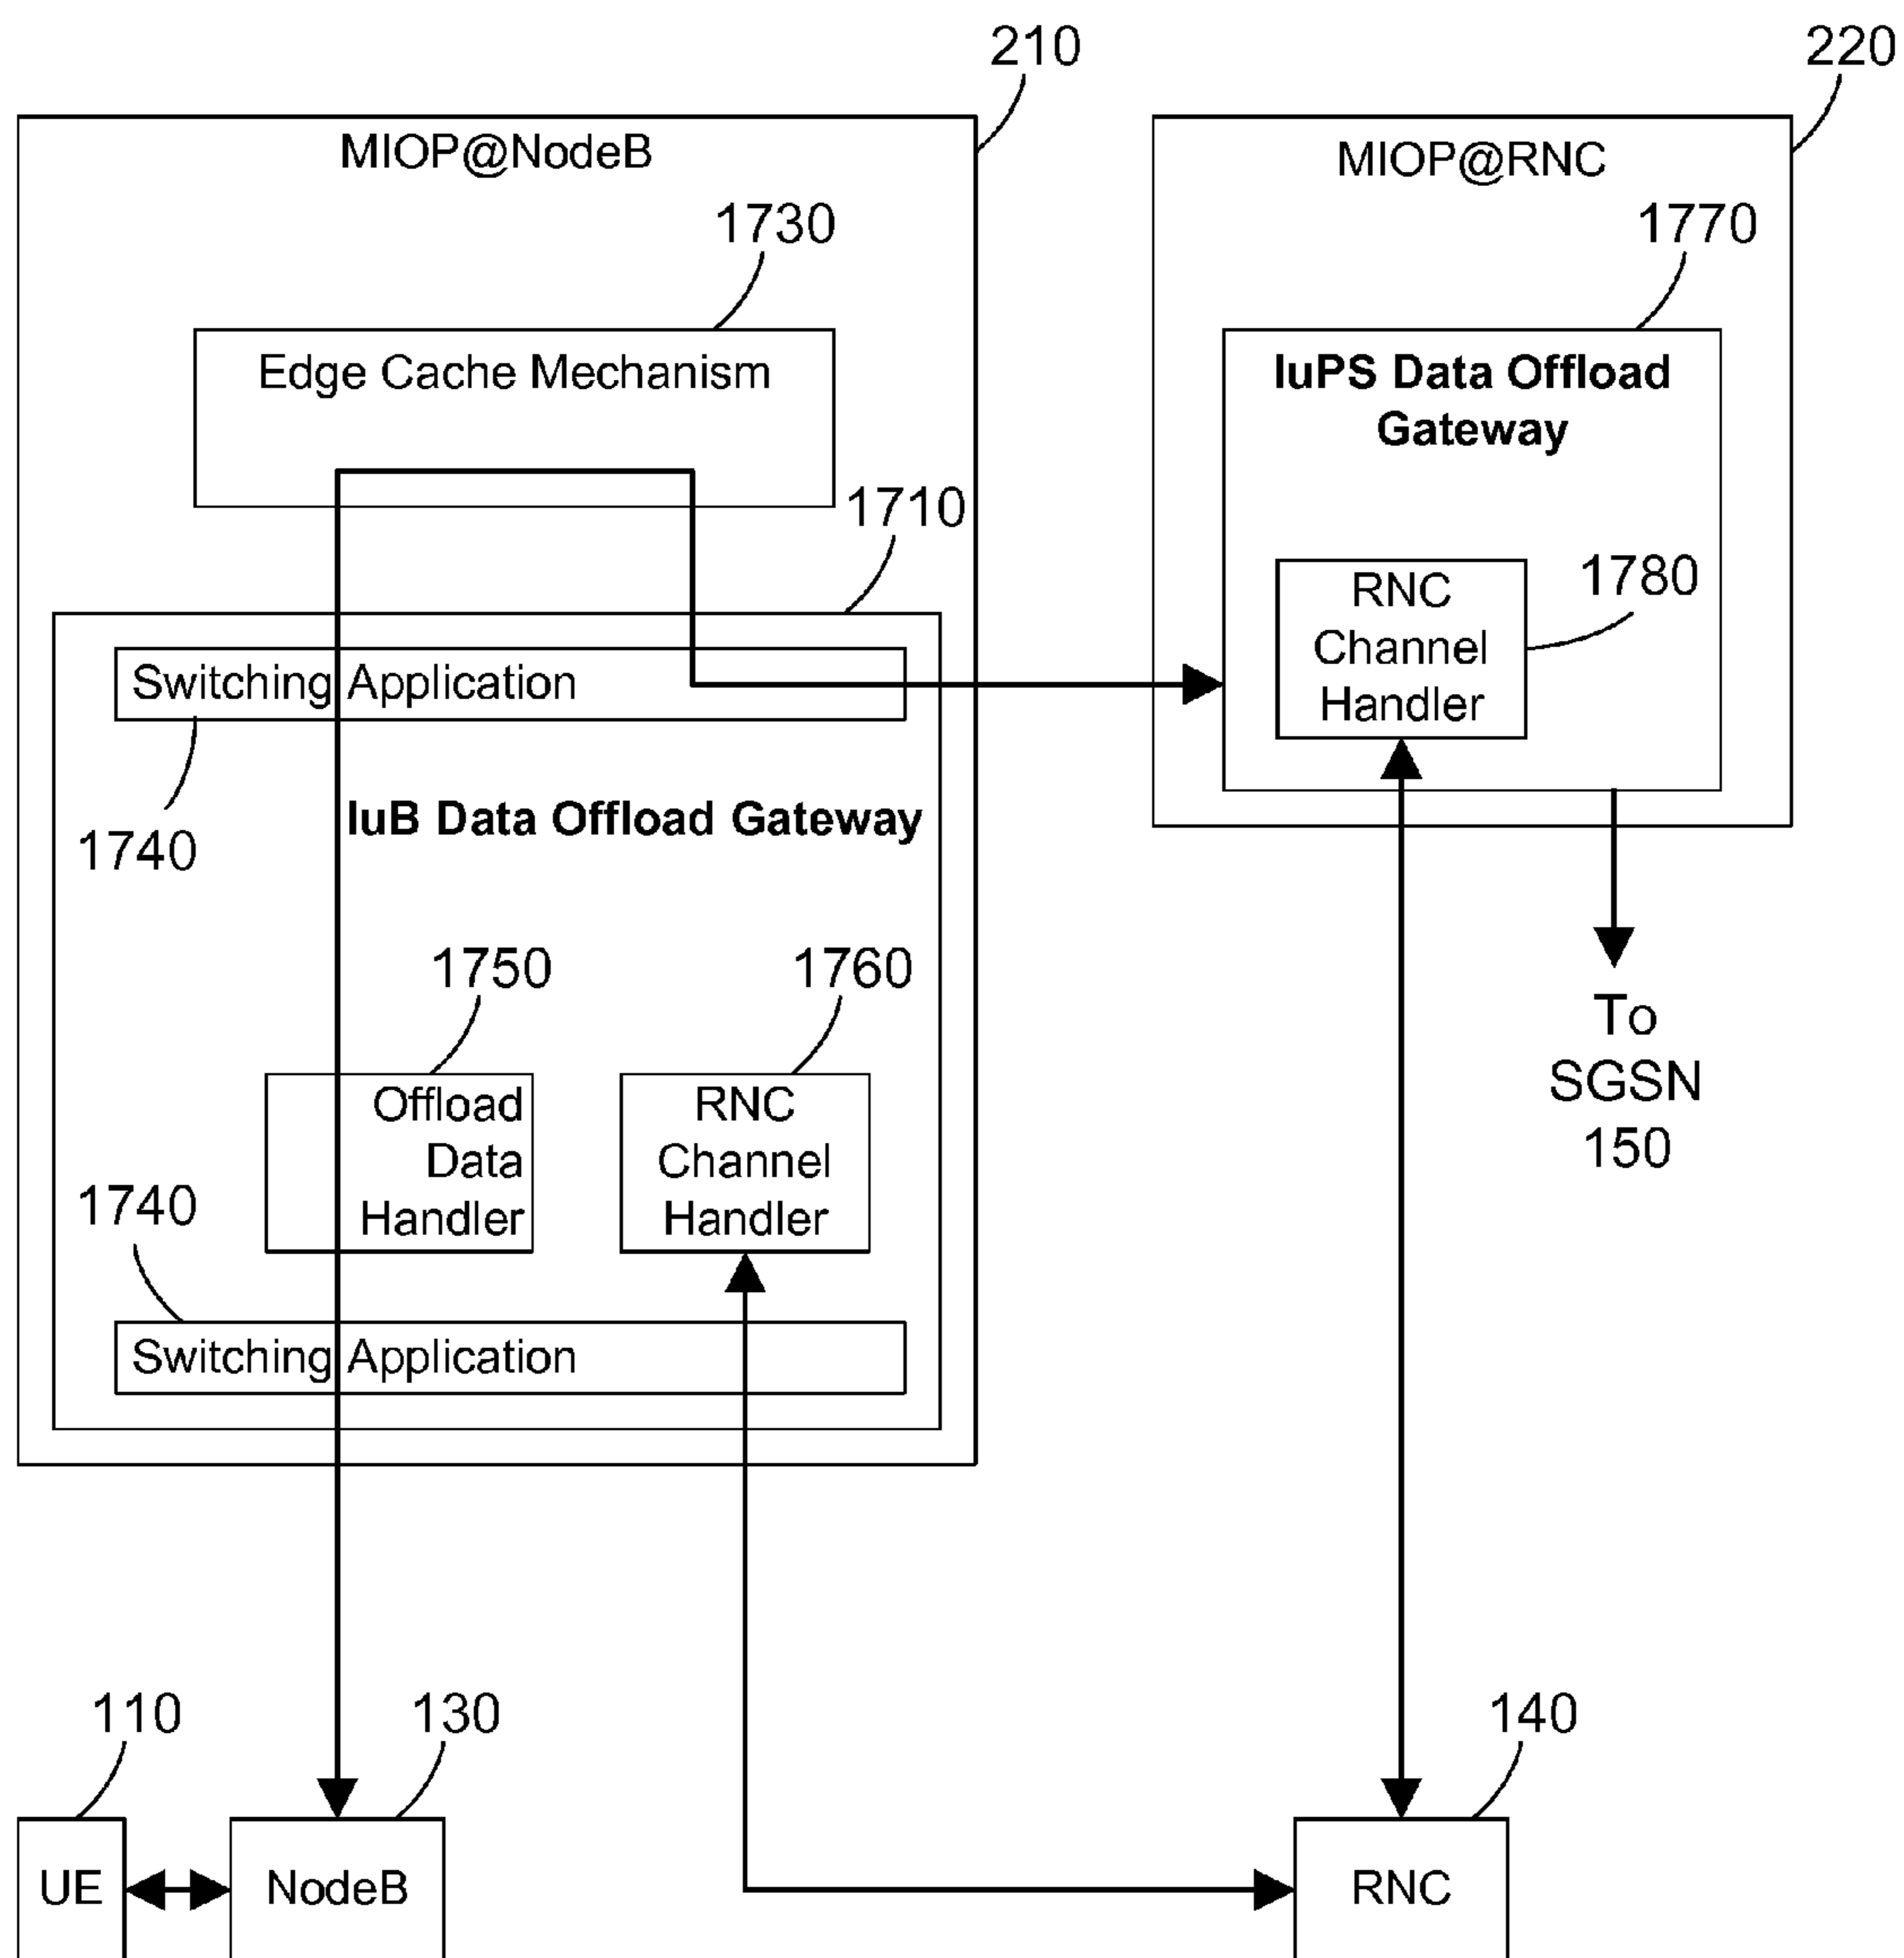 210
220
MIOP@NodeB
MIOP@RNC
1730
1770
Edge Cache Mechanism
IuPS Data Offload
Gateway
1710
1780
RNC
Channel
Handler
Switching Application
1740
IuB Data Offload Gateway
1750
1760
Offload
Data
Handler
RNC
Channel
Handler
To
SGSN
150
1740
Switching Application
110
130
140
UE
NodeB
RNC